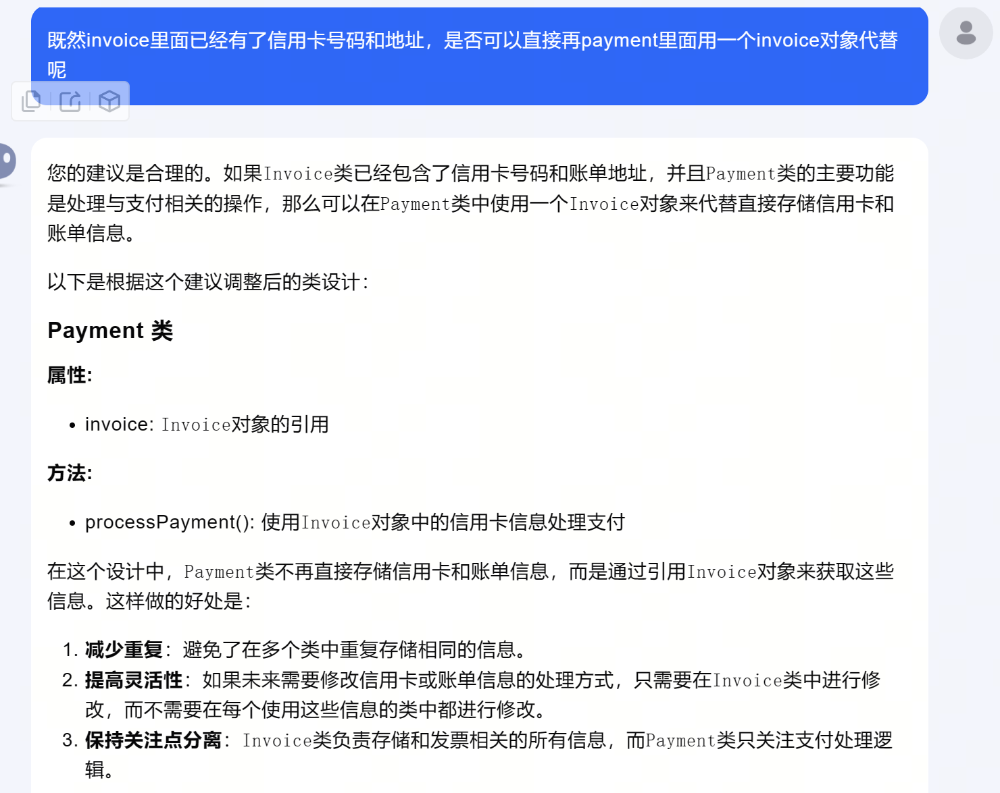 既然invoice里面已经有了信用卡号码和地址，是否可以直接再payment里面用一个invoice对象代替
呢
您的建议是合理的。如果Invoice类已经包含了信用卡号码和账单地址，并且Payment类的主要功能
是处理与支付相关的操作，那么可以在Payment类中使用一个Invoice对象来代替直接存储信用卡和
账单信息。
以下是根据这个建议调整后的类设计：
Payment 类
属性:
• invoice: Invoice对象的引用
方法:
• processPayment(): 使用Invoice对象中的信用卡信息处理支付
在这个设计中，Payment类不再直接存储信用卡和账单信息，而是通过引用Invoice对象来获取这些
信息。这样做的好处是：
1. 减少重复：避免了在多个类中重复存储相同的信息。
2. 提高灵活性：如果未来需要修改信用卡或账单信息的处理方式，只需要在Invoice类中进行修
改，而不需要在每个使用这些信息的类中都进行修改。
3. 保持关注点分离：Invoice类负责存储和发票相关的所有信息，而Payment类只关注支付处理逻
辑。